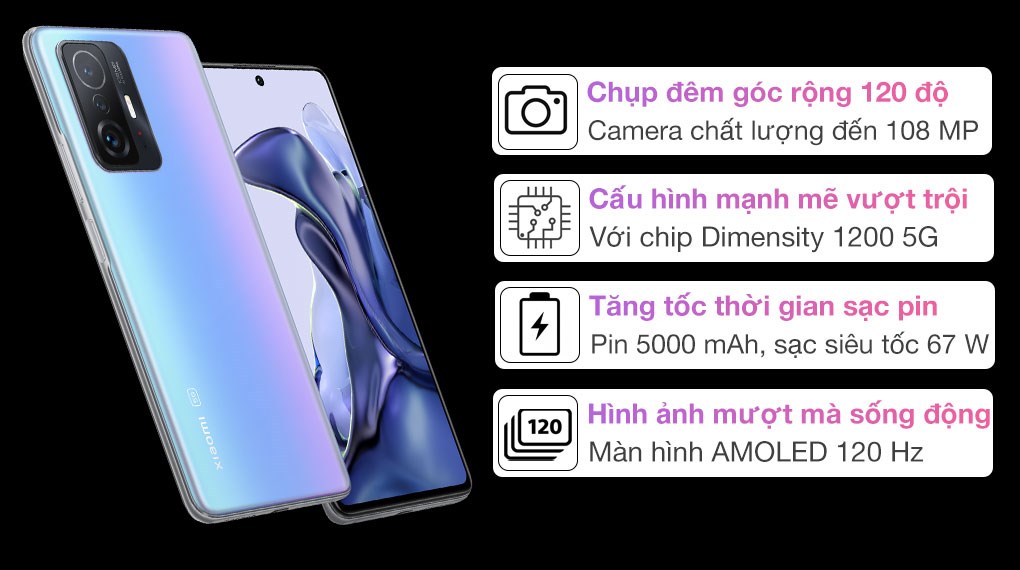 Chụp đêm góc rộng 120 độ
Camera chất lượng đến 108 MP
Cấu hình mạnh mẽ vượt trội
Với chip Dimensity 1200 5G
Tăng tốc thời gian sạc pin
Pin 5000 mAh, sạc siêu tốc 67 W
120
Hình ảnh mượt mà sống động
Màn hình AMOLED 120 Hz
xiaomi
5G